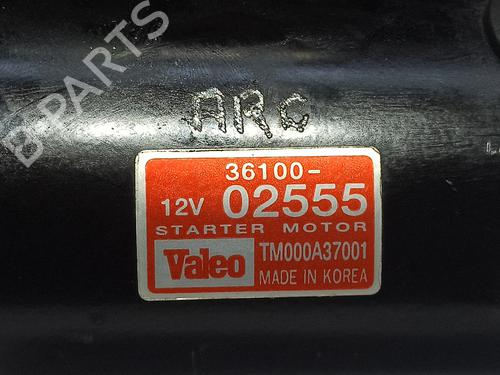 B-PARTS
ARC
36100-
12V 02555
STARTER MOTOR
Valeo TM000A37001
MADE IN KOREA